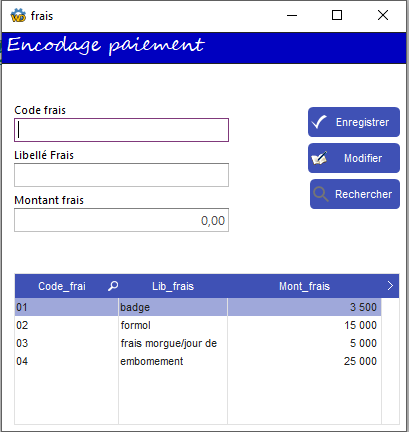 frais
Encodage paiement
Code frais
Enregistrer
Libellé Frais
Modifier
Montant frais
Rechercher
0,00
Code_frai Lib_frais Mont_frais
01 badge 3 500
02 formol 15 000
03 frais morgue/jour de 5 000
04 embomement 25 000